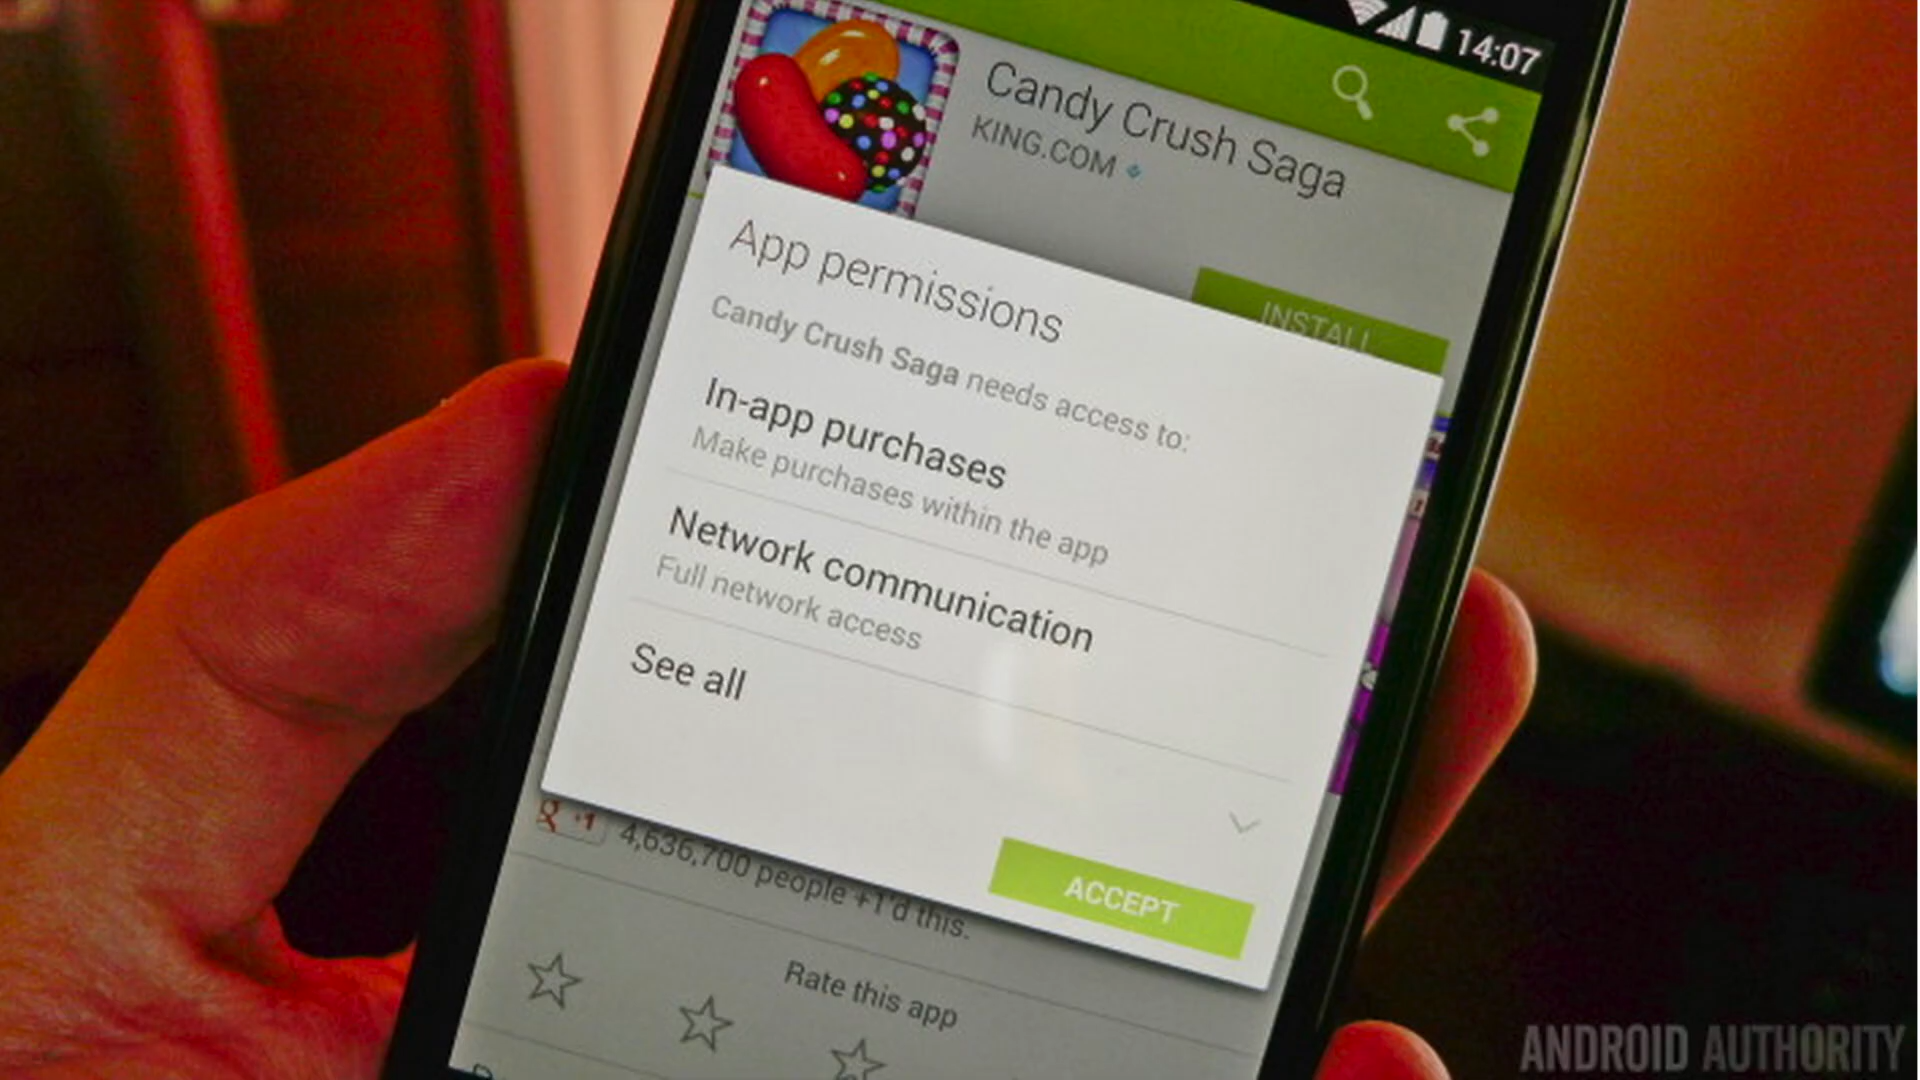 14:07
Candy Crush Saga
KING.COM
INSTALL
App permissions
Candy Crush Saga needs access to:
In-app purchases
Make purchases within the app
Network communication
Full network access
See all
ACCEPT
g +1 4,636,700 people +1'd this.
Rate this app
ANDROID AUTHORITY